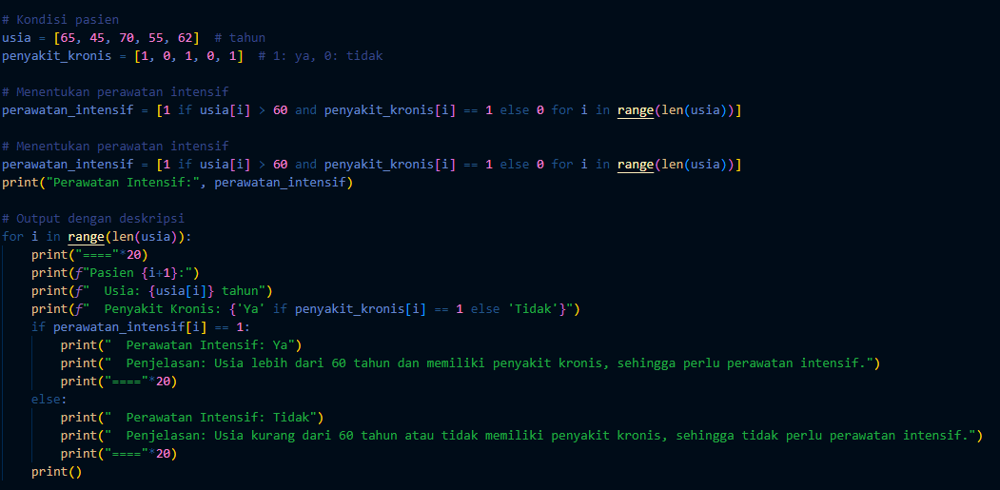 # Kondisi pasien
usia = [65, 45, 70, 55, 62]  # tahun
penyakit_kronis = [1, 0, 1, 0, 1]  # 1: ya, 0: tidak

# Menentukan perawatan intensif
perawatan_intensif = [1 if usia[i] > 60 and penyakit_kronis[i] == 1 else 0 for i in range(len(usia))]

# Menentukan perawatan intensif
perawatan_intensif = [1 if usia[i] > 60 and penyakit_kronis[i] == 1 else 0 for i in range(len(usia))]
print("Perawatan Intensif:", perawatan_intensif)

# Output dengan deskripsi
for i in range(len(usia)):
    print("===="*20)
    print(f"Pasien {i+1}:")
    print(f"  Usia: {usia[i]} tahun")
    print(f"  Penyakit Kronis: {'Ya' if penyakit_kronis[i] == 1 else 'Tidak'}")
    if perawatan_intensif[i] == 1:
        print("  Perawatan Intensif: Ya")
        print("  Penjelasan: Usia lebih dari 60 tahun dan memiliki penyakit kronis, sehingga perlu perawatan intensif.")
        print("===="*20)
    else:
        print("  Perawatan Intensif: Tidak")
        print("  Penjelasan: Usia kurang dari 60 tahun atau tidak memiliki penyakit kronis, sehingga tidak perlu perawatan intensif.")
        print("===="*20)
    print()